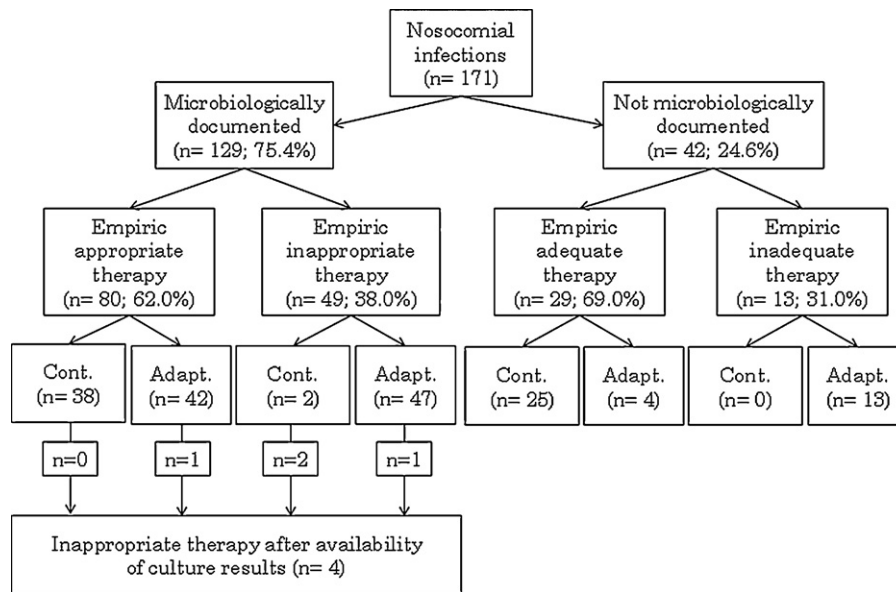 Nosocomial
infections
(n= 171)
Microbiologically
documented
(n= 129; 75.4%)
Not microbiologically
documented
(n= 42; 24.6%)
Empiric
appropriate
therapy
(n= 80; 62.0%)
Empiric
inappropriate
therapy
(n= 49; 38.0%)
Empiric
adequate
therapy
(n= 29; 69.0%)
Empiric
inadequate
therapy
(n= 13; 31.0%)
Cont.
(n= 38)
Adapt.
(n= 42)
Cont.
(n= 2)
Adapt.
(n= 47)
Cont.
(n= 25)
Adapt.
(n= 4)
Cont.
(n= 0)
Adapt.
(n= 13)
n=0
n=1
n=2
n=1
Inappropriate therapy after availability
of culture results (n= 4)